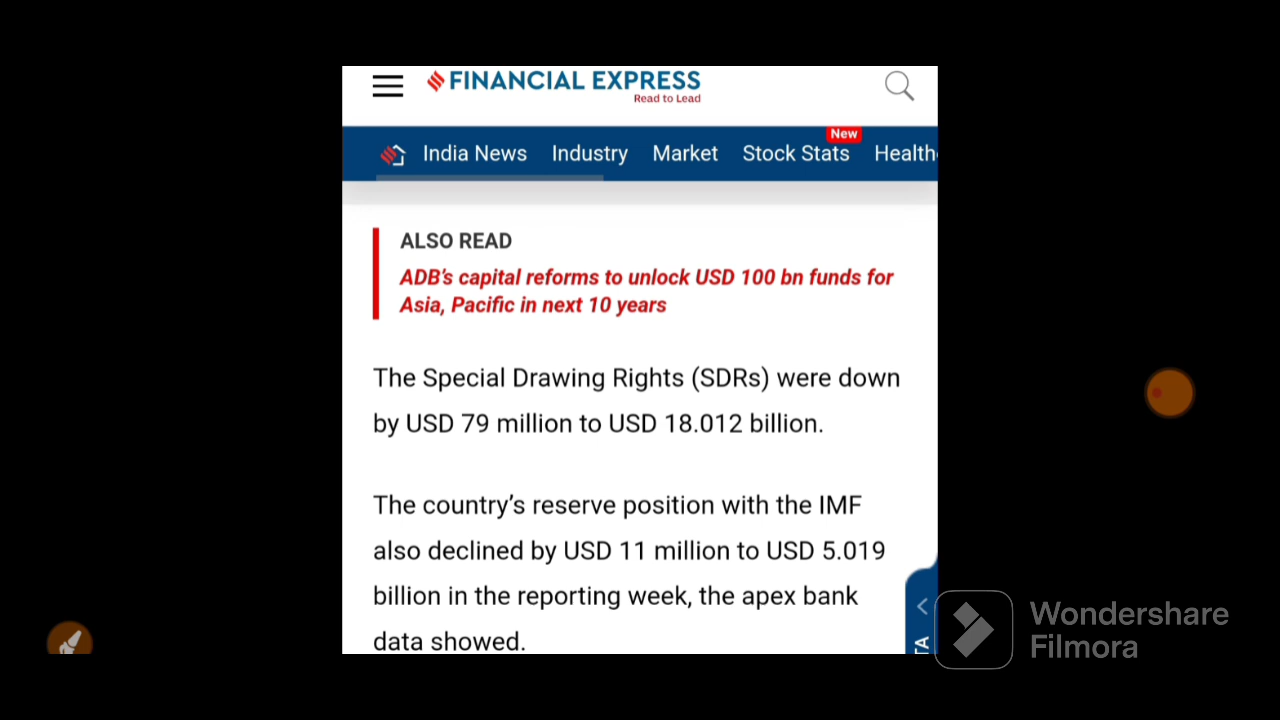 FINANCIAL EXPRESS
Read to Lead
New
India News Industry Market Stock Stats Healthc
ALSO READ
ADB's capital reforms to unlock USD 100 bn funds for
Asia, Pacific in next 10 years
The Special Drawing Rights (SDRs) were down
by USD 79 million to USD 18.012 billion.
The country's reserve position with the IMF
also declined by USD 11 million to USD 5.019
billion in the reporting week, the apex bank
data showed.
TA
Wondershare
Filmora